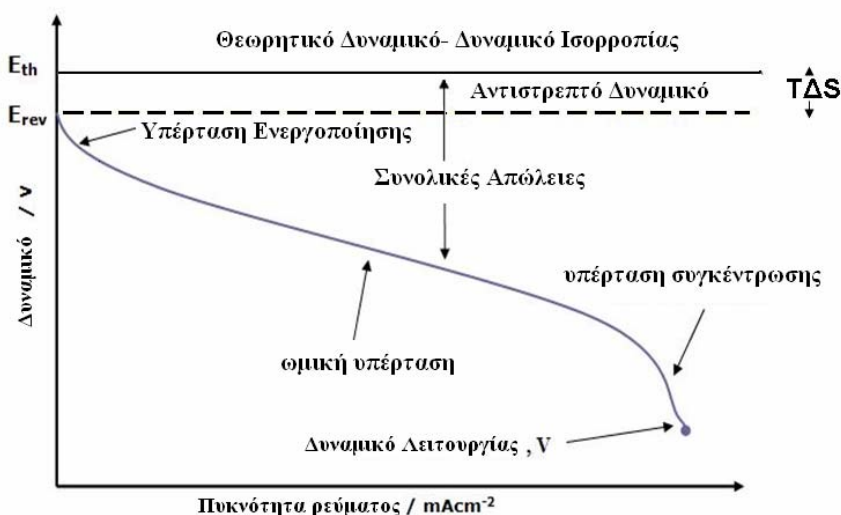 Θεωρητικό Δυναμικό- Δυναμικό Ισορροπίας
Eth
Αντιστρεπτό Δυναμικό
TΔS
Erev
Υπέρταση Ενεργοποίησης
Συνολικές Απώλειες
Δυναμικό / v
υπέρταση συγκέντρωσης
ωμική υπέρταση
Δυναμικό Λειτουργίας , V
Πυκνότητα ρεύματος / mAcm-2